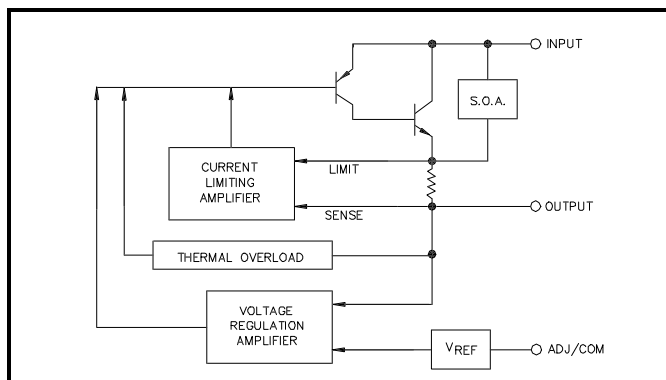 INPUT
S.O.A.
CURRENT
LIMITING
AMPLIFIER
LIMIT
SENSE
OUTPUT
THERMAL OVERLOAD
VOLTAGE
REGULATION
AMPLIFIER
VREF
ADJ/COM